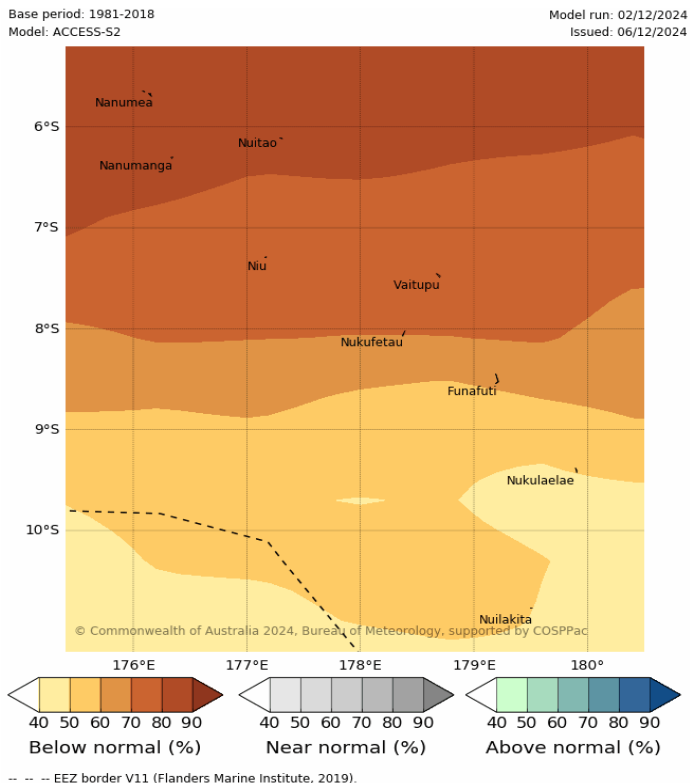 Base period: 1981-2018
Model: ACCESS-S2
Model run: 02/12/2024
Issued: 06/12/2024
Nanumea
6°S
Nuitao
Nanumanga
7°S
Niu
Vaitupu
8°S
Nukufetau
Funafuti
9°S
Nukulaelae
10°S
Nuilakita
© Commonwealth of Australia 2024, Bureau of Meteorology, supported by COSPPac
176°E 177°E 178°E 179°E 180°
40 50 60 70 80 90
Below normal (%)
40 50 60 70 80 90
Near normal (%)
40 50 60 70 80 90
Above normal (%)
-- -- -- EEZ border V11 (Flanders Marine Institute, 2019).